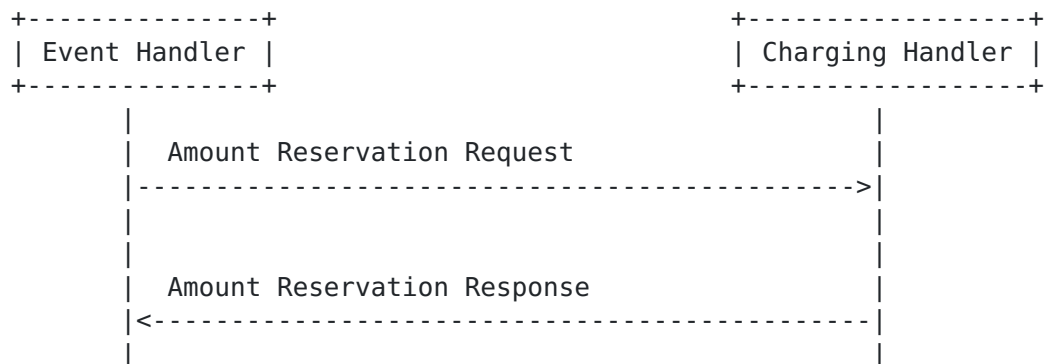 Event Handler
Charging Handler
Amount Reservation Request
Amount Reservation Response